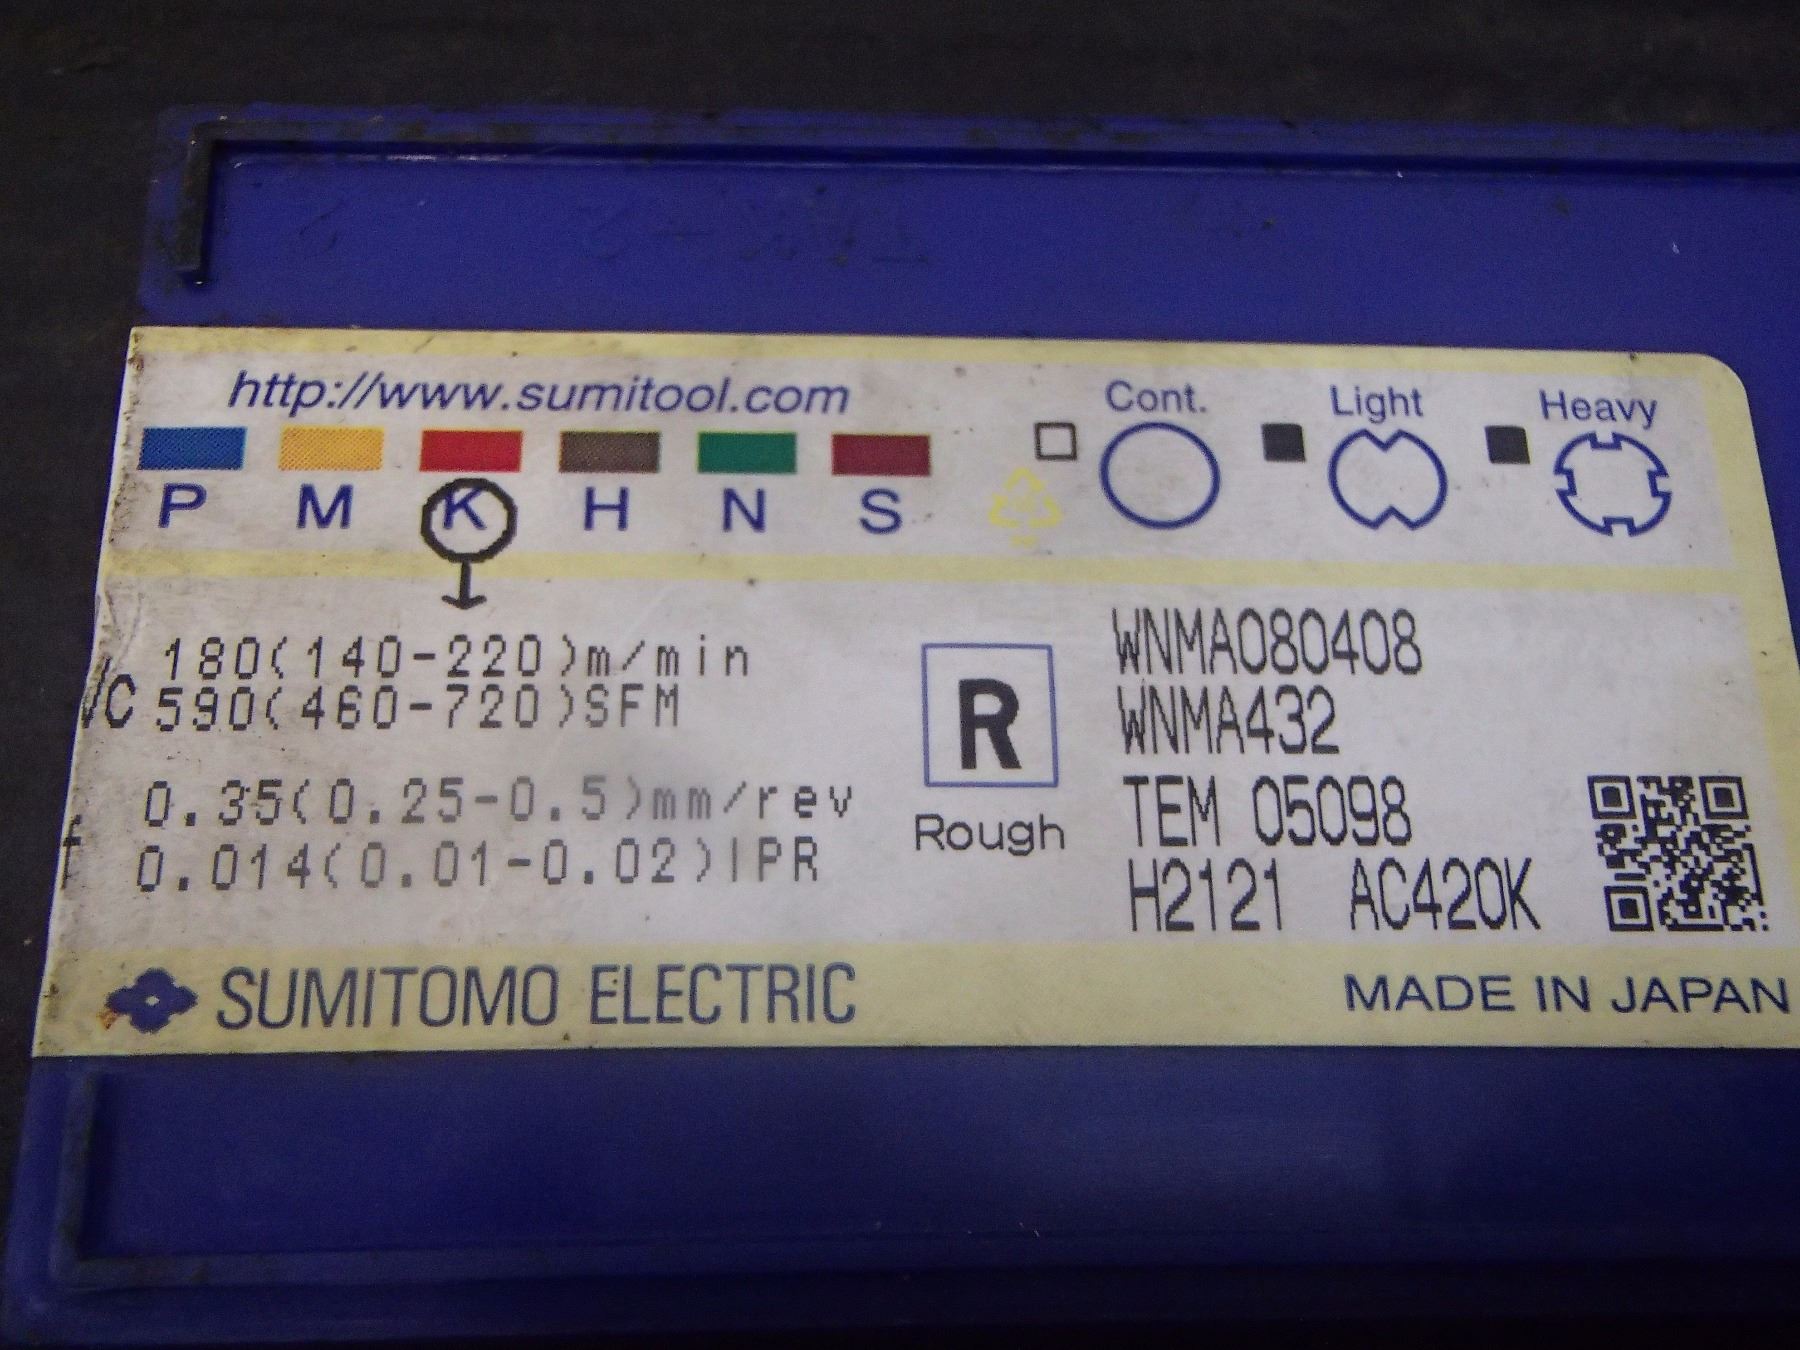 http://www.sumitool.com
Cont. Light Heavy
P M K H N S
VC 180(140-220)m/min
590(460-720)SFM
f 0.35(0.25-0.5)mm/rev
0.014(0.01-0.02)IPR
R
Rough
WNMA080408
WNMA432
TEM 05098
H2121 AC420K
SUMITOMO ELECTRIC
MADE IN JAPAN